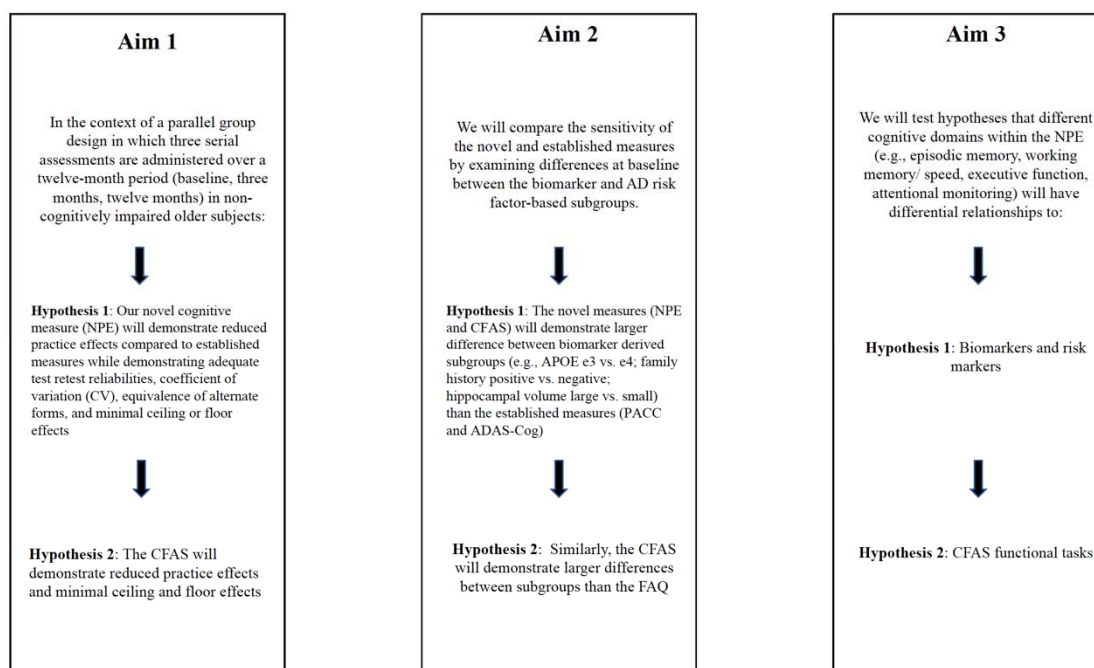 Aim 1
In the context of a parallel group
design in which three serial
assessments are administered over a
twelve-month period (baseline, three
months, twelve months) in non-
cognitively impaired older subjects:
Hypothesis 1: Our novel cognitive
measure (NPE) will demonstrate reduced
practice effects compared to established
measures while demonstrating adequate
test retest reliabilities, coefficient of
variation (CV), equivalence of alternate
forms, and minimal ceiling or floor
effects
Hypothesis 2: The CFAS will
demonstrate reduced practice effects
and minimal ceiling and floor effects
Aim 2
We will compare the sensitivity of
the novel and established measures
by examining differences at baseline
between the biomarker and AD risk
factor-based subgroups.
Hypothesis 1: The novel measures (NPE
and CFAS) will demonstrate larger
difference between biomarker derived
subgroups (e.g., APOE e3 vs. e4; family
history positive vs. negative;
hippocampal volume large vs. small)
than the established measures (PACC
and ADAS-Cog)
Hypothesis 2: Similarly, the CFAS
will demonstrate larger differences
between subgroups than the FAQ
Aim 3
We will test hypotheses that different
cognitive domains within the NPE
(e.g., episodic memory, working
memory/ speed, executive function,
attentional monitoring) will have
differential relationships to:
Hypothesis 1: Biomarkers and risk
markers
Hypothesis 2: CFAS functional tasks